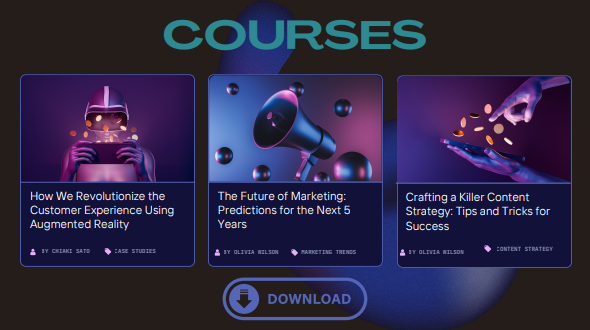 COURSES
How We Revolutionize the
Customer Experience Using
Augmented Reality
BY CHIAKI SATO
CASE STUDIES
The Future of Marketing:
Predictions for the Next 5
Years
BY OLIVIA WILSON
MARKETING TRENDS
Crafting a Killer Content
Strategy: Tips and Tricks for
Success
BY OLIVIA WILSON
CONTENT STRATEGY
DOWNLOAD